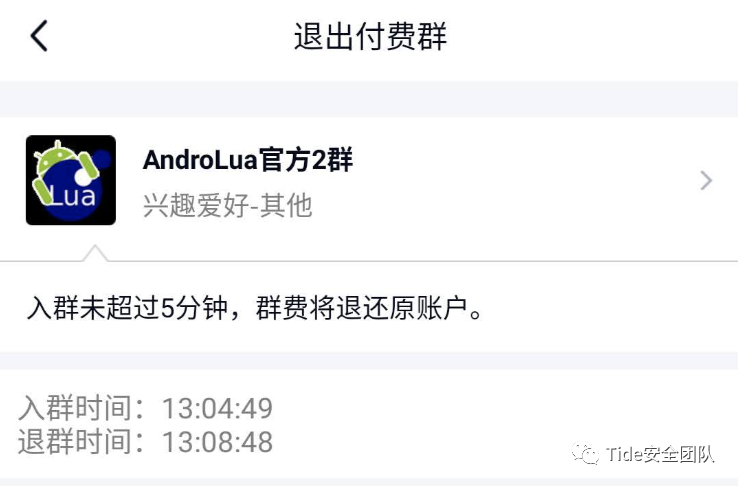 退出付费群
AndroLua官方2群
Lua
兴趣爱好-其他
入群未超过5分钟，群费将退还原账户。
入群时间：13:04:49
退群时间：13:08:48
Tide安全团队